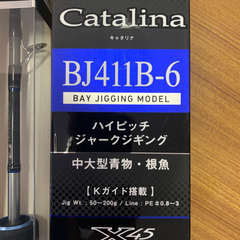 Catalina
キャタリナ
BJ411B-6
BAY JIGGING MODEL
ハイピッチ
ジャークジギング
中大型青物・根魚
【Kガイド搭載】
Jig Wt. : 50~200g / Line : PE #0.8~3
X45